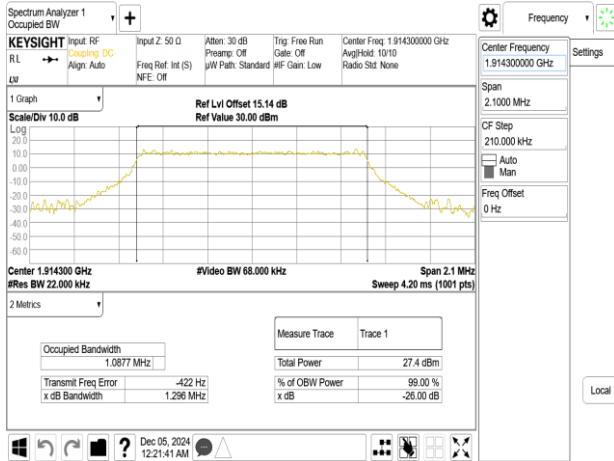 Spectrum Analyzer 1
Occupied BW
Frequency
KEYSIGHT
RL
LXI
Input: RF
Coupling: DC
Align: Auto
Input Z: 50 Ω
Freq Ref: Int (S)
NFE: Off
Atten: 30 dB
Preamp: Off
µW Path: Standard
Trig: Free Run
Gate: Off
#IF Gain: Low
Center Freq: 1.914300000 GHz
Avg|Hold: 10/10
Radio Std: None
Center Frequency
1.914300000 GHz
Settings
Span
2.1000 MHz
CF Step
210.000 kHz
Auto
Man
Freq Offset
0 Hz
Local
1 Graph
Scale/Div 10.0 dB
Ref Lvl Offset 15.14 dB
Ref Value 30.00 dBm
Log
20.0
10.0
0.00
-10.0
-20.0
-30.0
-40.0
-50.0
-60.0
Center 1.914300 GHz
#Video BW 68.000 kHz
Span 2.1 MHz
#Res BW 22.000 kHz
Sweep 4.20 ms (1001 pts)
2 Metrics
Occupied Bandwidth
1.0877 MHz
Transmit Freq Error -422 Hz
x dB Bandwidth 1.296 MHz
Measure Trace Trace 1
Total Power 27.4 dBm
% of OBW Power 99.00 %
x dB -26.00 dB
?
Dec 05, 2024
12:21:41 AM